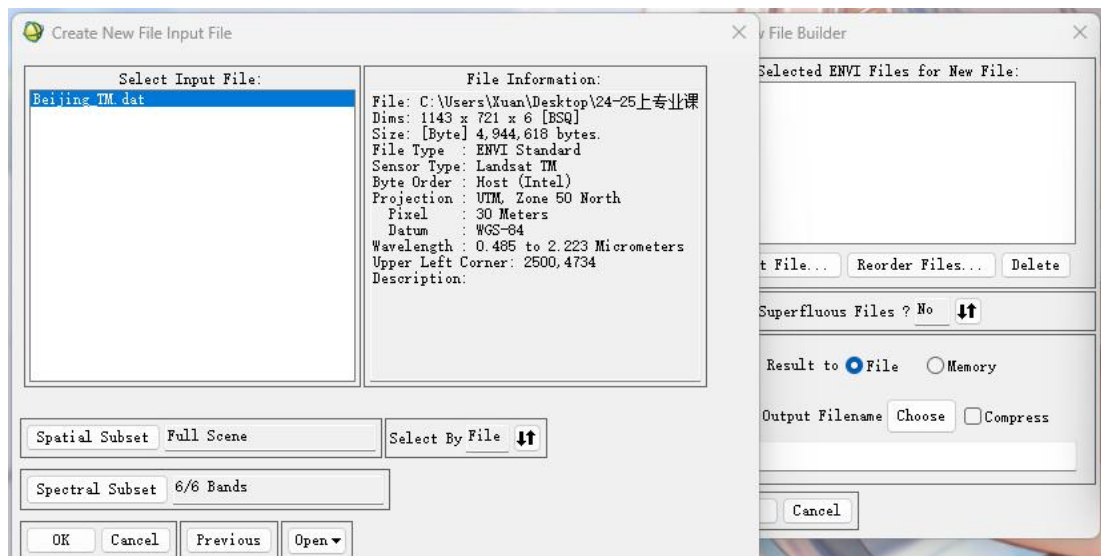 Create New File Input File
Select Input File:
Beijing_TM.dat
File Information:
File: C:\Users\Xuan\Desktop\24-25上专业课
Dims: 1143 x 721 x 6 [BSQ]
Size: [Byte] 4,944,618 bytes.
File Type : ENVI Standard
Sensor Type: Landsat TM
Byte Order : Host (Intel)
Projection : UTM, Zone 50 North
Pixel : 30 Meters
Datum : WGS-84
Wavelength : 0.485 to 2.223 Micrometers
Upper Left Corner: 2500,4734
Description:
Spatial Subset Full Scene
Select By File
Spectral Subset 6/6 Bands
OK Cancel Previous Open
File Builder
Selected ENVI Files for New File:
t File... Reorder Files... Delete
Superfluous Files ? No
Result to File Memory
Output Filename Choose Compress
Cancel